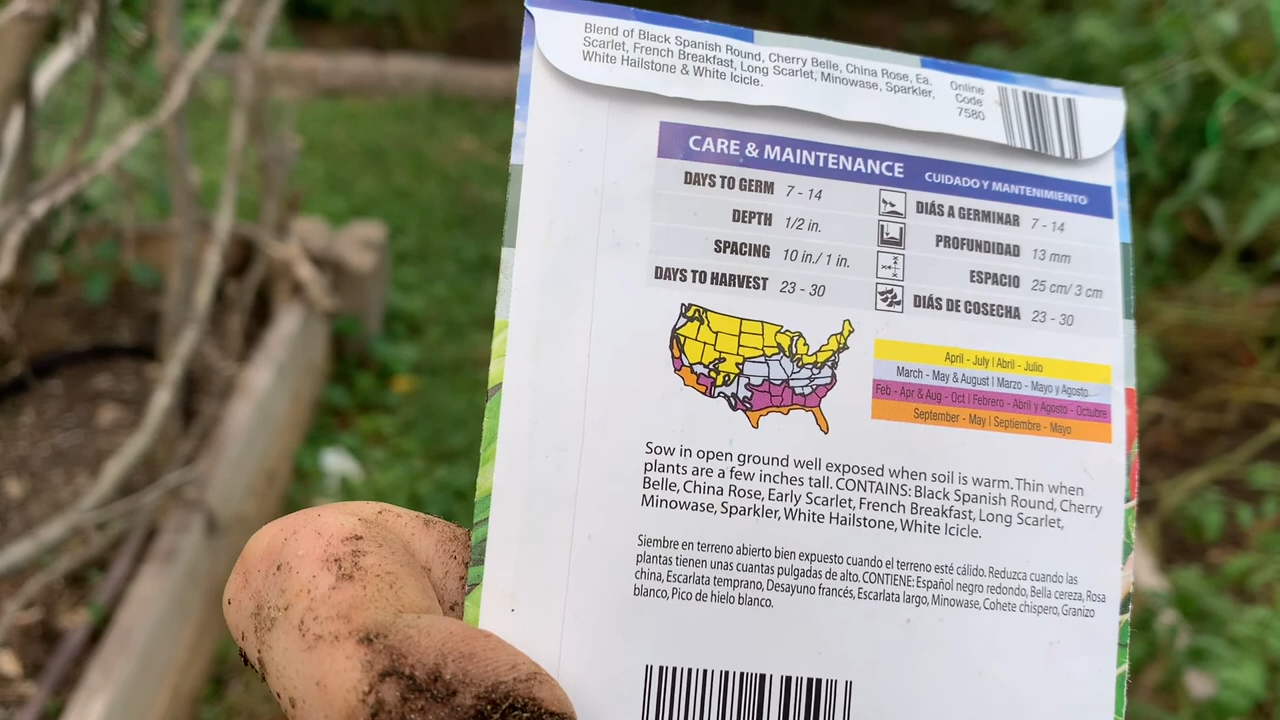 Blend of Black Spanish Round, Cherry Belle, China Rose, Ea.
Scarlet, French Breakfast, Long Scarlet, Minowase, Sparkler,
White Hailstone & White Icicle.
Online
Code
7580
CARE & MAINTENANCE CUIDADO Y MANTENIMIENTO
DAYS TO GERM 7 - 14
DEPTH 1/2 in.
SPACING 10 in./ 1 in.
DAYS TO HARVEST 23 - 30
DIÁS A GERMINAR 7 - 14
PROFUNDIDAD 13 mm
ESPACIO 25 cm/ 3 cm
DIÁS DE COSECHA 23 - 30
April - July | Abril - Julio
March - May & August | Marzo - Mayo y Agosto
Feb - Apr & Aug - Oct | Febrero - Abril y Agosto - Octubre
September - May | Septiembre - Mayo
Sow in open ground well exposed when soil is warm. Thin when
plants are a few inches tall. CONTAINS: Black Spanish Round, Cherry
Belle, China Rose, Early Scarlet, French Breakfast, Long Scarlet,
Minowase, Sparkler, White Hailstone, White Icicle.
Siembre en terreno abierto bien expuesto cuando el terreno esté cálido. Reduzca cuando las
plantas tienen unas cuantas pulgadas de alto. CONTIENE: Español negro redondo, Bella cereza, Rosa
china, Escarlata temprano, Desayuno francés, Escarlata largo, Minowase, Cohete chispero, Granizo
blanco, Pico de hielo blanco.